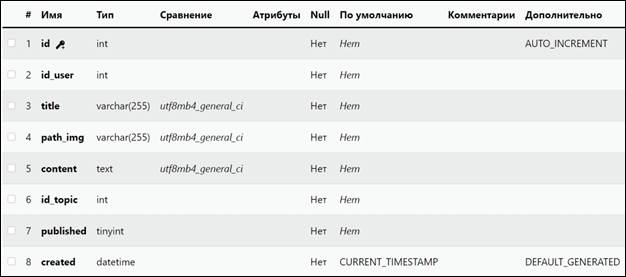 # Имя Тип Сравнение Атрибуты Null По умолчанию Комментарии Дополнительно
1 id int Нет Нет AUTO_INCREMENT
2 id_user int Нет Нет
3 title varchar(255) utf8mb4_general_ci Нет Нет
4 path_img varchar(255) utf8mb4_general_ci Нет Нет
5 content text utf8mb4_general_ci Нет Нет
6 id_topic int Нет Нет
7 published tinyint Нет Нет
8 created datetime Нет CURRENT_TIMESTAMP DEFAULT_GENERATED